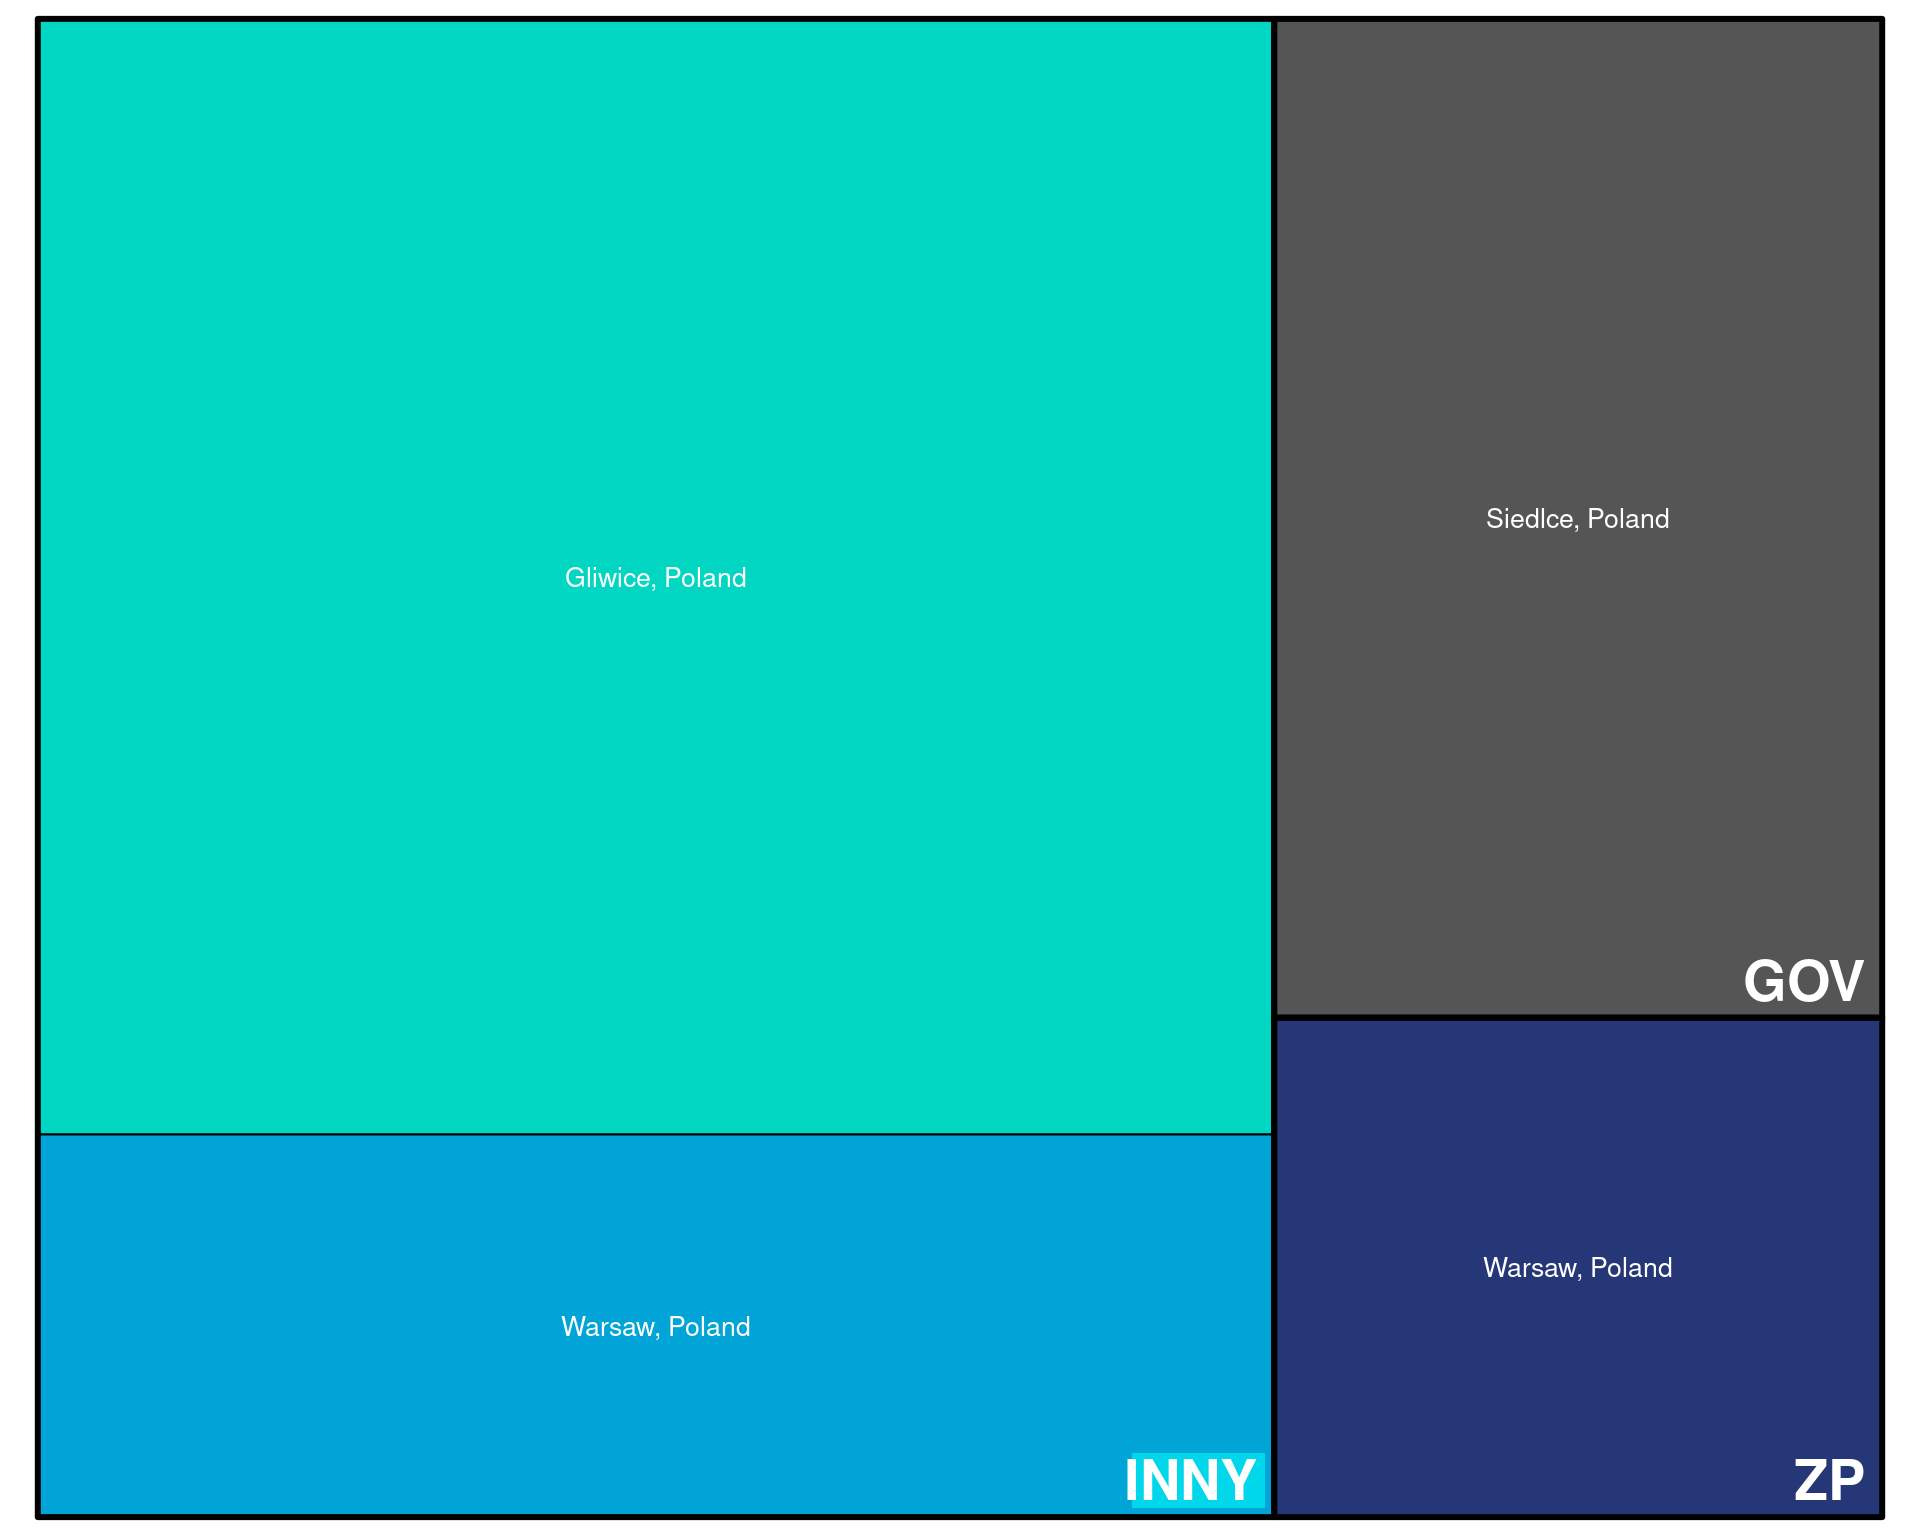 Gliwice, Poland
Warsaw, Poland
INNY
Siedlce, Poland
GOV
Warsaw, Poland
ZP